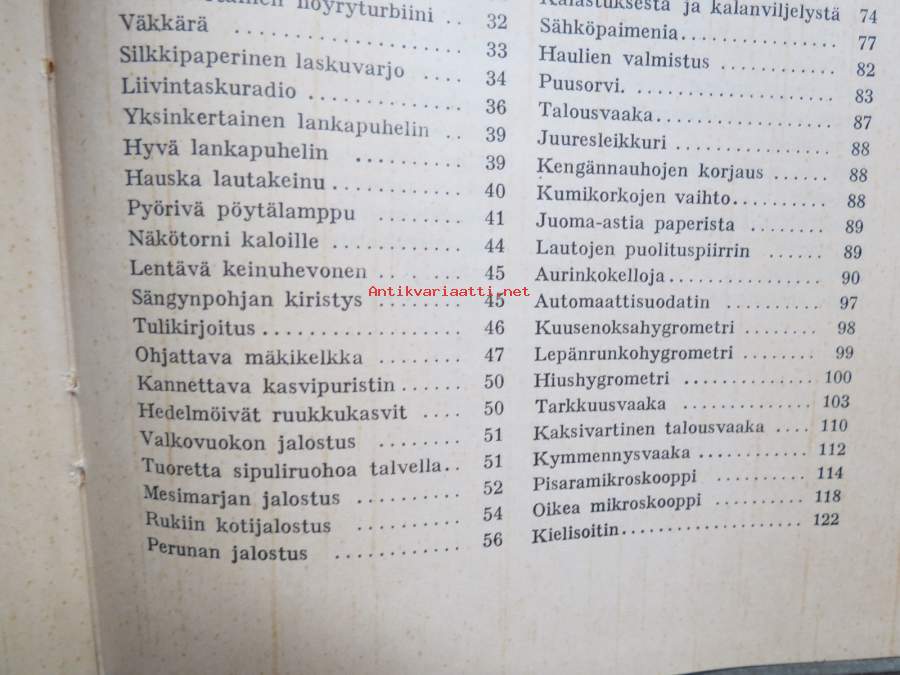 höyryturbiini .. 32
Väkkärä .................. 33
Silkkipaperinen laskuvarjo .... 34
Liivintaskuradio .............. 36
Yksinkertainen lankapuhelin .. 39
Hyvä lankapuhelin .......... 39
Hauska lautakeinu ............ 40
Pyörivä pöytälamppu ........ 41
Näkötorni kaloille ............ 44
Lentävä keinuhevonen ........ 45
Sängynpohjan kiristys ........ 45
Tulikirjoitus .................. 46
Ohjattava mäkikelkka ........ 47
Kannettava kasvipuristin ...... 50
Hedelmöivät ruukkukasvit .... 50
Valkovuokon jalostus ........ 51
Tuoretta sipuliruohoa talvella.. 51
Mesimarjan jalostus .......... 52
Rukiin kotijalostus .......... 54
Perunan jalostus ............ 56
Kalastuksesta ja kalanviljelystä 74
Sähköpaimenia................ 77
Haulien valmistus ............ 82
Puusorvi. .................... 83
Talousvaaka.................. 87
Juuresleikkuri ................ 88
Kengännauhojen korjaus ...... 88
Kumikorkojen vaihto.......... 88
Juoma-astia paperista ........ 89
Lautojen puolituspiirrin ...... 89
Aurinkokelloja................ 90
Automaattisuodatin .......... 97
Kuusenoksahygrometri ........ 98
Lepänrunkohygrometri ........ 99
Hiushygrometri .............. 100
Tarkkuusvaaka .............. 103
Kaksivartinen talousvaaka .... 110
Kymmennysvaaka ............ 112
Pisaramikroskooppi .......... 114
Oikea mikroskooppi .......... 118
Kielisoitin.................... 122
Antikvariaatti.net